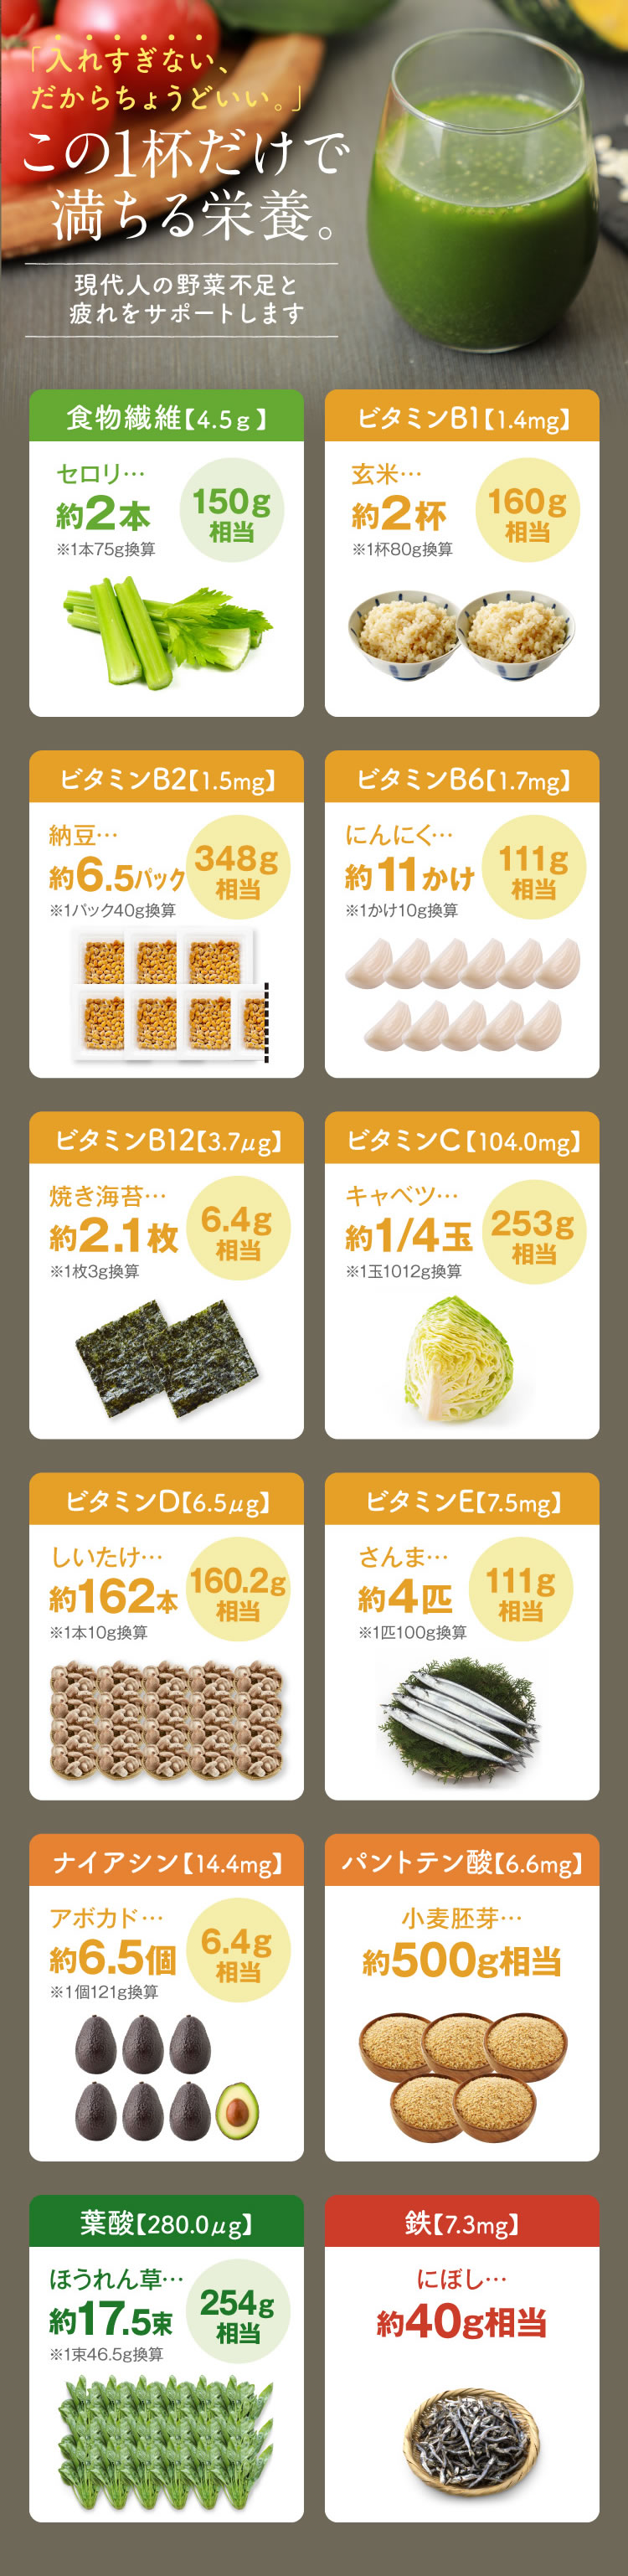 「入れすぎない、
だからちょうどいい。」
この1杯だけで
満ちる栄養。
現代人の野菜不足と
疲れをサポートします
食物繊維【4.5g】
セロリ…
約2本
※1本75g換算
150g
相当
ビタミンB1【1.4mg】
玄米…
約2杯
※1杯80g換算
160g
相当
ビタミンB2【1.5mg】
納豆…
約6.5パック
※1パック40g換算
348g
相当
ビタミンB6【1.7mg】
にんにく…
約11かけ
※1かけ10g換算
111g
相当
ビタミンB12【3.7μg】
焼き海苔…
約2.1枚
※1枚3g換算
6.4g
相当
ビタミンC【104.0mg】
キャベツ…
約1/4玉
※1玉1012g換算
253g
相当
ビタミンD【6.5μg】
しいたけ…
約162本
※1本10g換算
160.2g
相当
ビタミンE【7.5mg】
さんま…
約4匹
※1匹100g換算
111g
相当
ナイアシン【14.4mg】
アボカド…
約6.5個
※1個121g換算
6.4g
相当
パントテン酸【6.6mg】
小麦胚芽…
約500g相当
葉酸【280.0μg】
ほうれん草…
約17.5束
※1束46.5g換算
254g
相当
鉄【7.3mg】
にぼし…
約40g相当